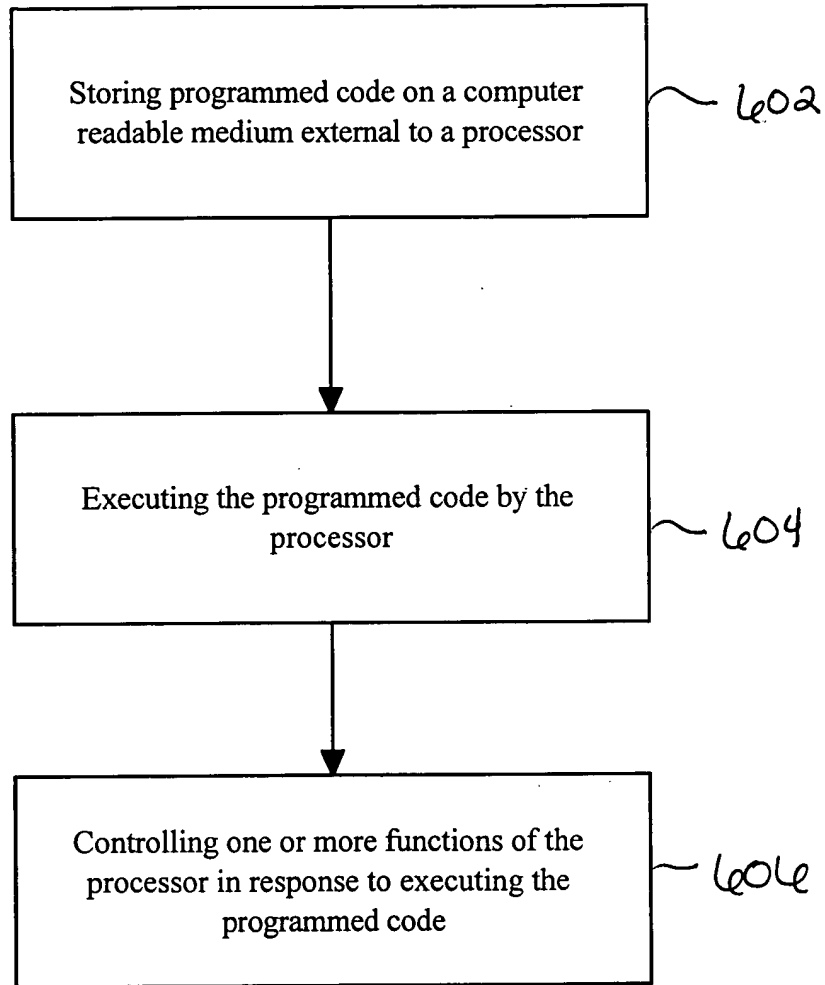 Storing programmed code on a computer
readable medium external to a processor
602
Executing the programmed code by the
processor
604
Controlling one or more functions of the
processor in response to executing the
programmed code
606